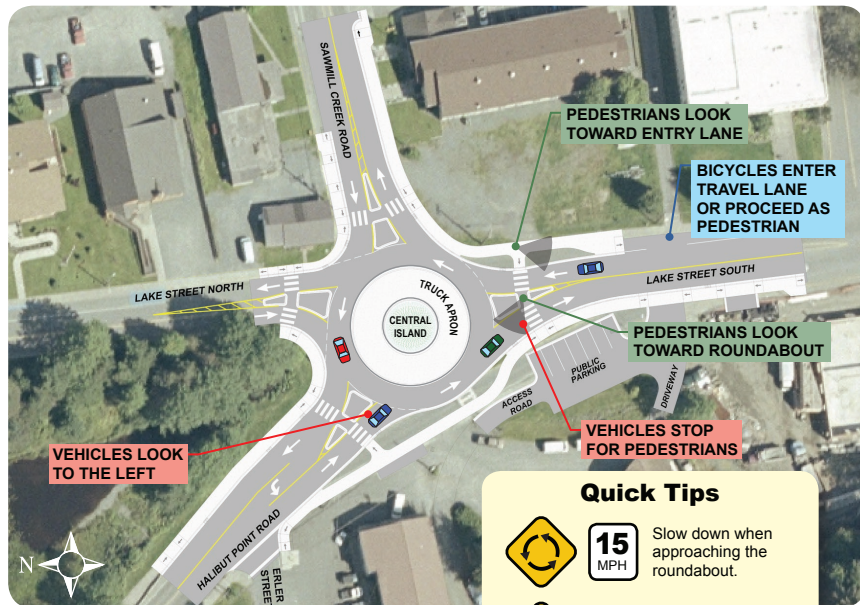 SAWMILL CREEK ROAD
PEDESTRIANS LOOK
TOWARD ENTRY LANE
BICYCLES ENTER
TRAVEL LANE
OR PROCEED AS
PEDESTRIAN
LAKE STREET NORTH
LAKE STREET SOUTH
TRUCK APRON
CENTRAL
ISLAND
PEDESTRIANS LOOK
TOWARD ROUNDABOUT
PUBLIC
PARKING
ACCESS
ROAD
DRIVEWAY
VEHICLES STOP
FOR PEDESTRIANS
VEHICLES LOOK
TO THE LEFT
HALIBUT POINT ROAD
ERLER
STREET
N
Quick Tips
15
MPH
Slow down when
approaching the
roundabout.